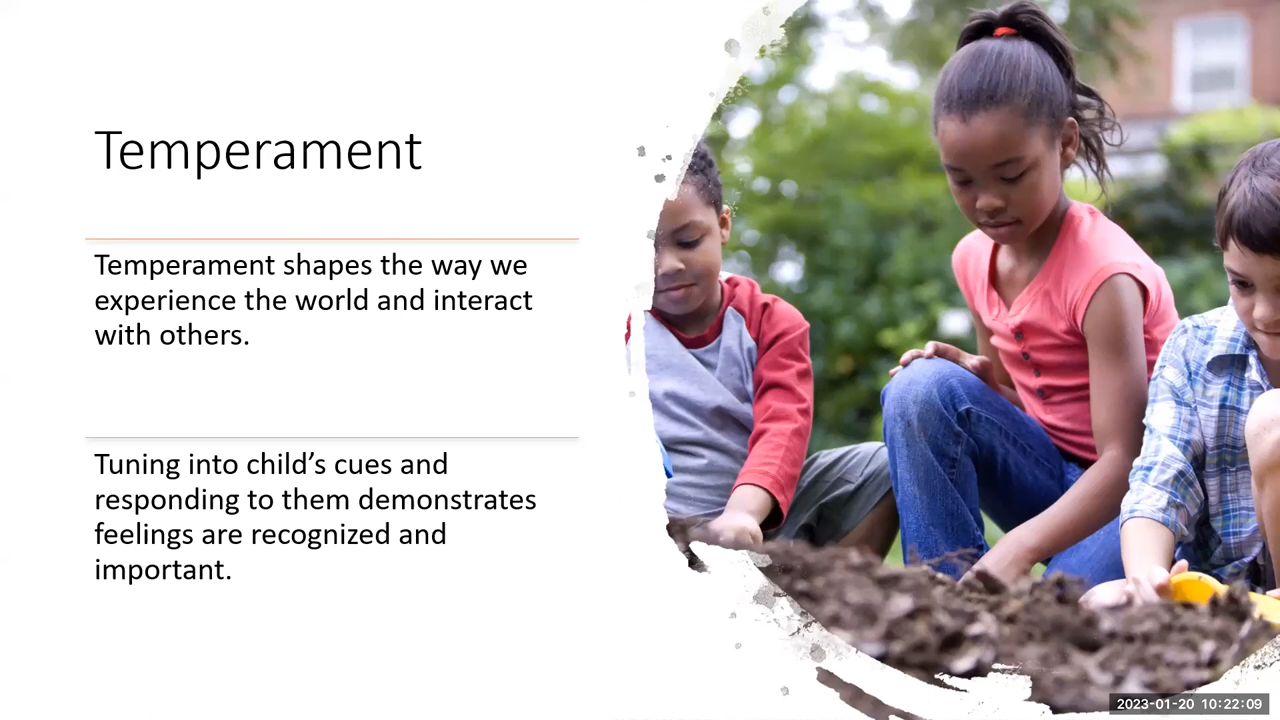 Temperament
Temperament shapes the way we
experience the world and interact
with others.
Tuning into child’s cues and
responding to them demonstrates
feelings are recognized and
important.
2023-01-20 10:22:09